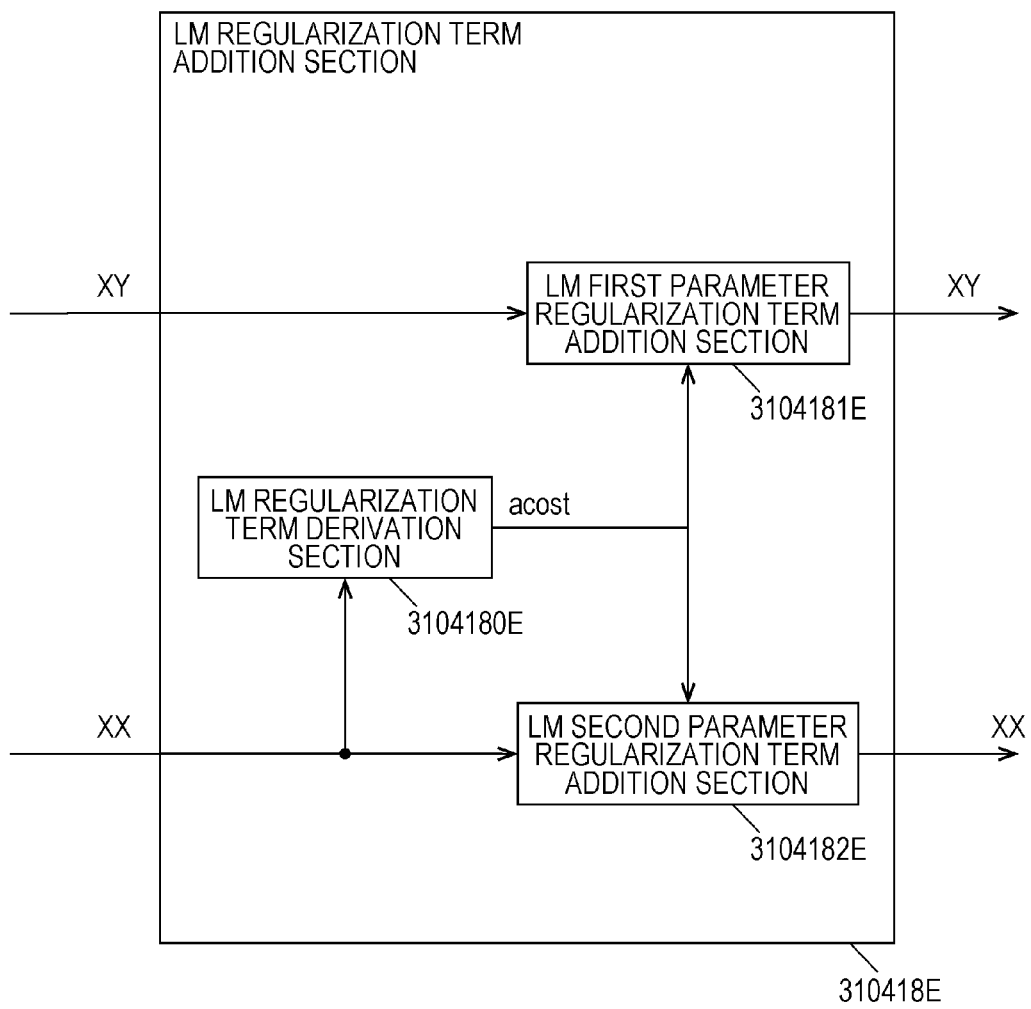 LM REGULARIZATION TERM
ADDITION SECTION
XY
LM FIRST PARAMETER
REGULARIZATION TERM
ADDITION SECTION
XY
3104181E
LM REGULARIZATION
TERM DERIVATION
SECTION
acost
3104180E
XX
LM SECOND PARAMETER
REGULARIZATION TERM
ADDITION SECTION
XX
3104182E
310418E